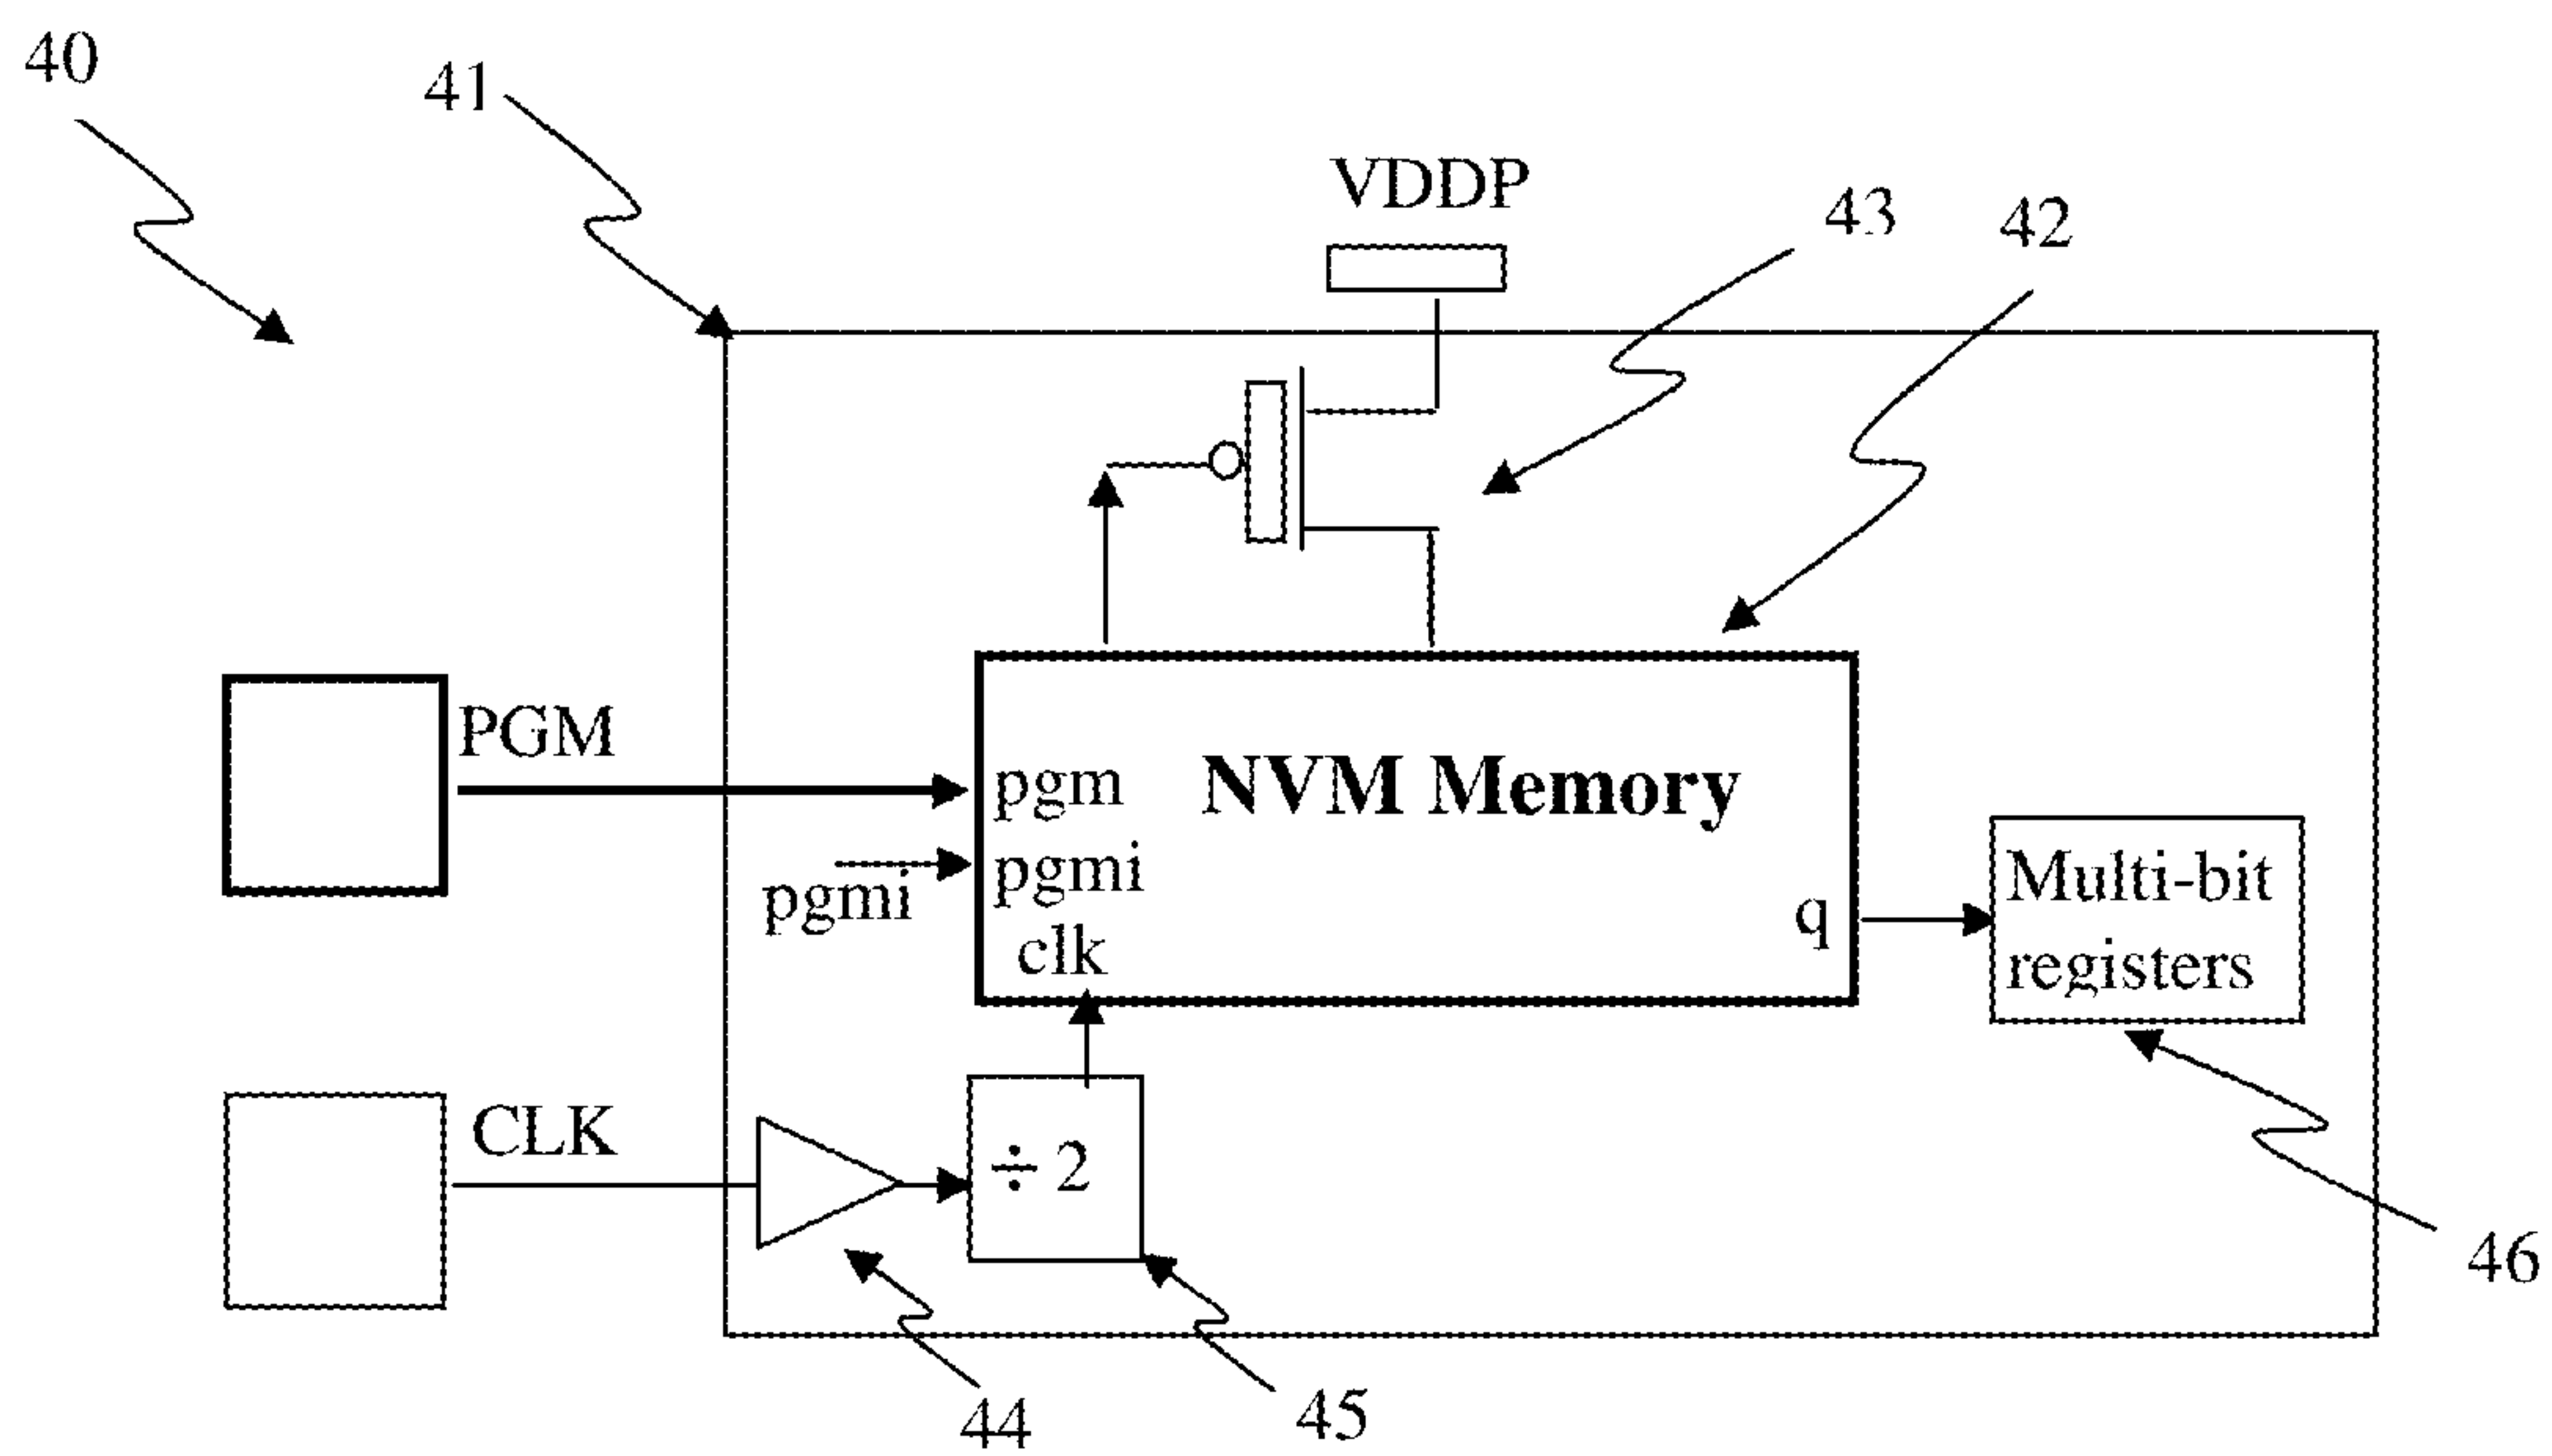 40
41
VDDP
43
42
PGM
pgm
NVM Memory
pgmi
pgmi
clk
q
Multi-bit
registers
CLK
÷ 2
46
44
45